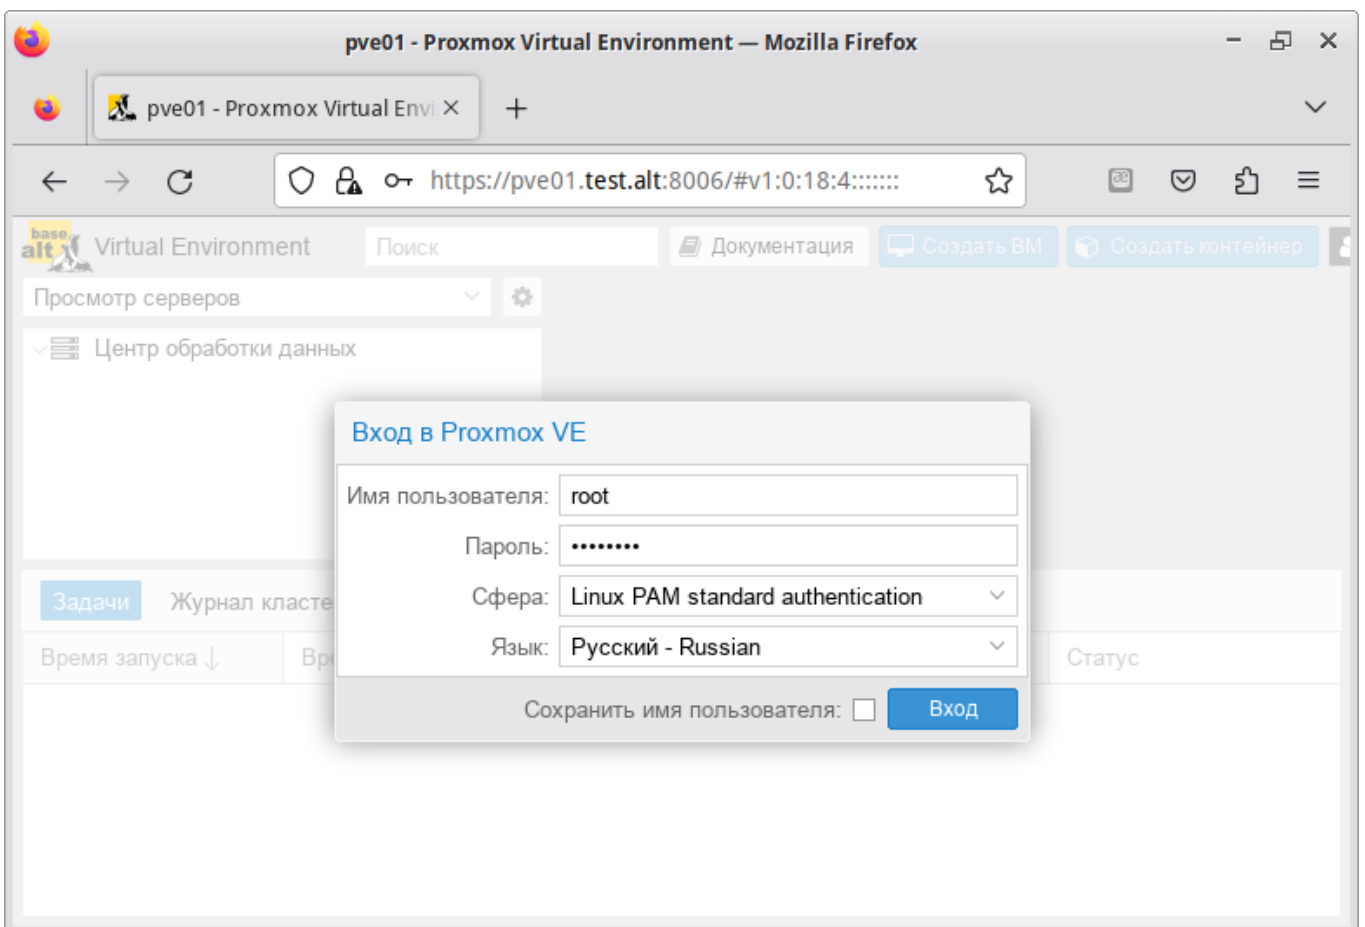 pve01 - Proxmox Virtual Environment — Mozilla Firefox
pve01 - Proxmox Virtual Envi
https://pve01.test.alt:8006/#v1:0:18:4:::::::
base alt Virtual Environment Поиск Документация Создать ВМ Создать контейнер
Просмотр серверов
Центр обработки данных
Вход в Proxmox VE
Имя пользователя: root
Пароль: ••••••••
Сфера: Linux PAM standard authentication
Язык: Русский - Russian
Сохранить имя пользователя: Вход
Задачи Журнал класте
Время запуска Вре Статус